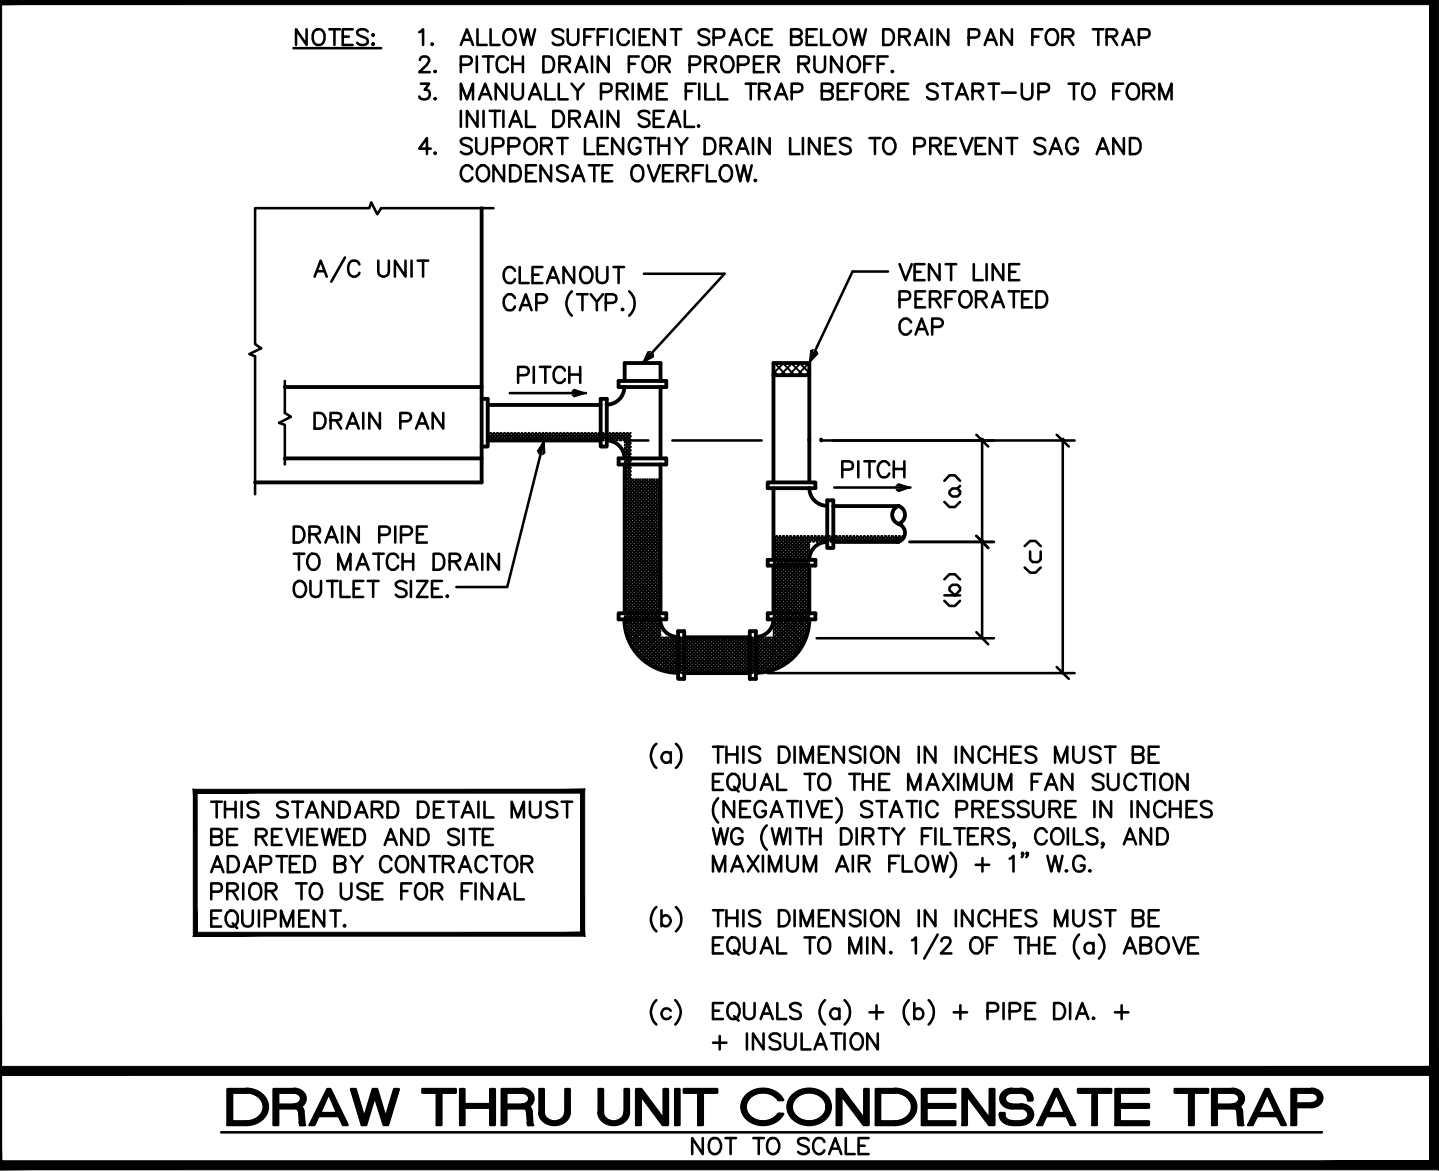 NOTES: 1. ALLOW SUFFICIENT SPACE BELOW DRAIN PAN FOR TRAP
2. PITCH DRAIN FOR PROPER RUNOFF.
3. MANUALLY PRIME FILL TRAP BEFORE START-UP TO FORM
INITIAL DRAIN SEAL.
4. SUPPORT LENGTHY DRAIN LINES TO PREVENT SAG AND
CONDENSATE OVERFLOW.
A/C UNIT
CLEANOUT
CAP (TYP.)
VENT LINE
PERFORATED
CAP
PITCH
DRAIN PAN
PITCH
(a)
(b)
(c)
DRAIN PIPE
TO MATCH DRAIN
OUTLET SIZE.
(a) THIS DIMENSION IN INCHES MUST BE
EQUAL TO THE MAXIMUM FAN SUCTION
(NEGATIVE) STATIC PRESSURE IN INCHES
WG (WITH DIRTY FILTERS, COILS, AND
MAXIMUM AIR FLOW) + 1" W.G.
(b) THIS DIMENSION IN INCHES MUST BE
EQUAL TO MIN. 1/2 OF THE (a) ABOVE
(c) EQUALS (a) + (b) + PIPE DIA. +
+ INSULATION
THIS STANDARD DETAIL MUST
BE REVIEWED AND SITE
ADAPTED BY CONTRACTOR
PRIOR TO USE FOR FINAL
EQUIPMENT.
DRAW THRU UNIT CONDENSATE TRAP
NOT TO SCALE